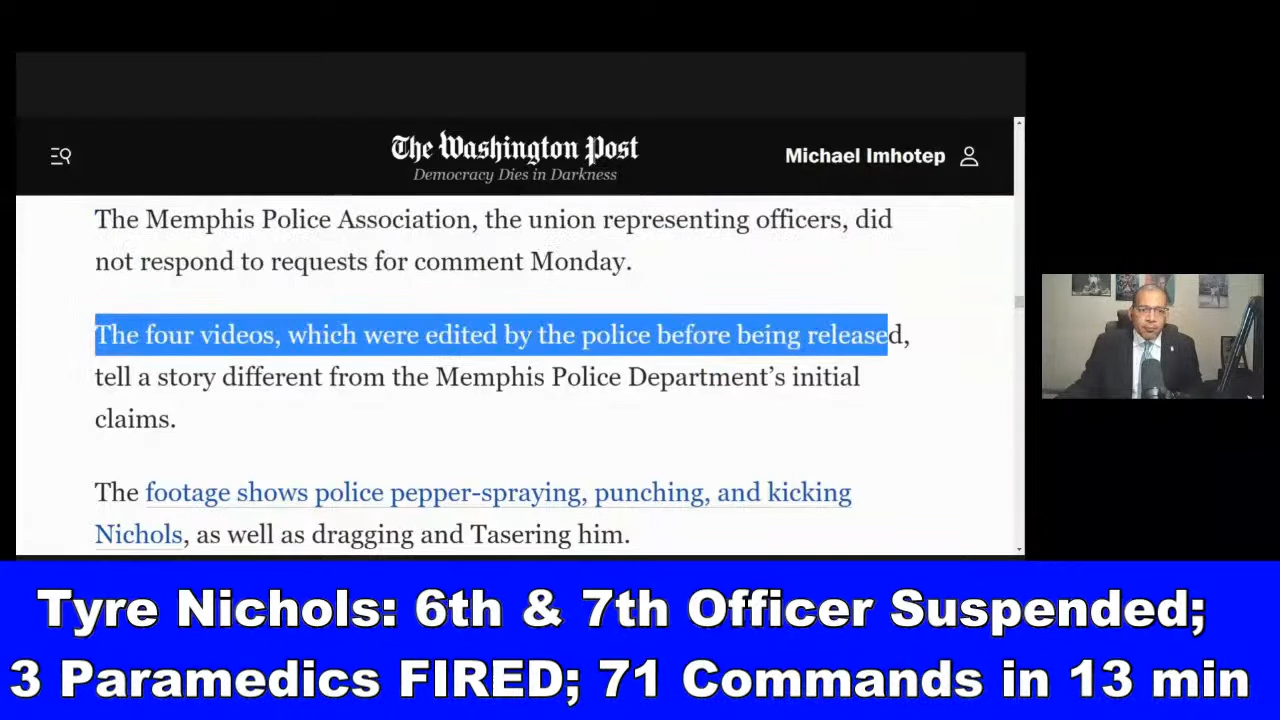 The Washington Post
Democracy Dies in Darkness
Michael Imhotep
The Memphis Police Association, the union representing officers, did
not respond to requests for comment Monday.
The four videos, which were edited by the police before being released,
tell a story different from the Memphis Police Department’s initial
claims.
The footage shows police pepper-spraying, punching, and kicking
Nichols, as well as dragging and Tasering him.
Tyre Nichols: 6th & 7th Officer Suspended;
3 Paramedics FIRED; 71 Commands in 13 min